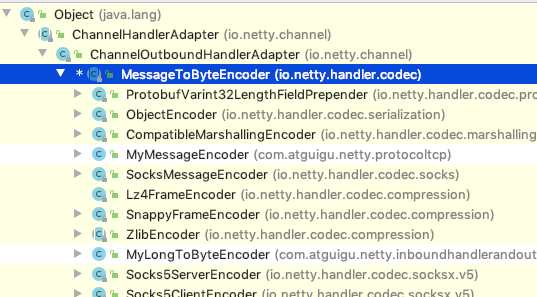 Object (java.lang)
ChannelHandlerAdapter (io.netty.channel)
ChannelOutboundHandlerAdapter (io.netty.channel)
* MessageToByteEncoder (io.netty.handler.codec)
ProtobufVarint32LengthFieldPrepender (io.netty.handler.codec.pro
ObjectEncoder (io.netty.handler.codec.serialization)
CompatibleMarshallingEncoder (io.netty.handler.codec.marshalling
MyMessageEncoder (com.atguigu.netty.protocoltcp)
SocksMessageEncoder (io.netty.handler.codec.socks)
Lz4FrameEncoder (io.netty.handler.codec.compression)
SnappyFrameEncoder (io.netty.handler.codec.compression)
ZlibEncoder (io.netty.handler.codec.compression)
MyLongToByteEncoder (com.atguigu.netty.inboundhandlerandout
Socks5ServerEncoder (io.netty.handler.codec.socksx.v5)
Socks5ClientEncoder (io.netty.handler.codec.socksx.v5)